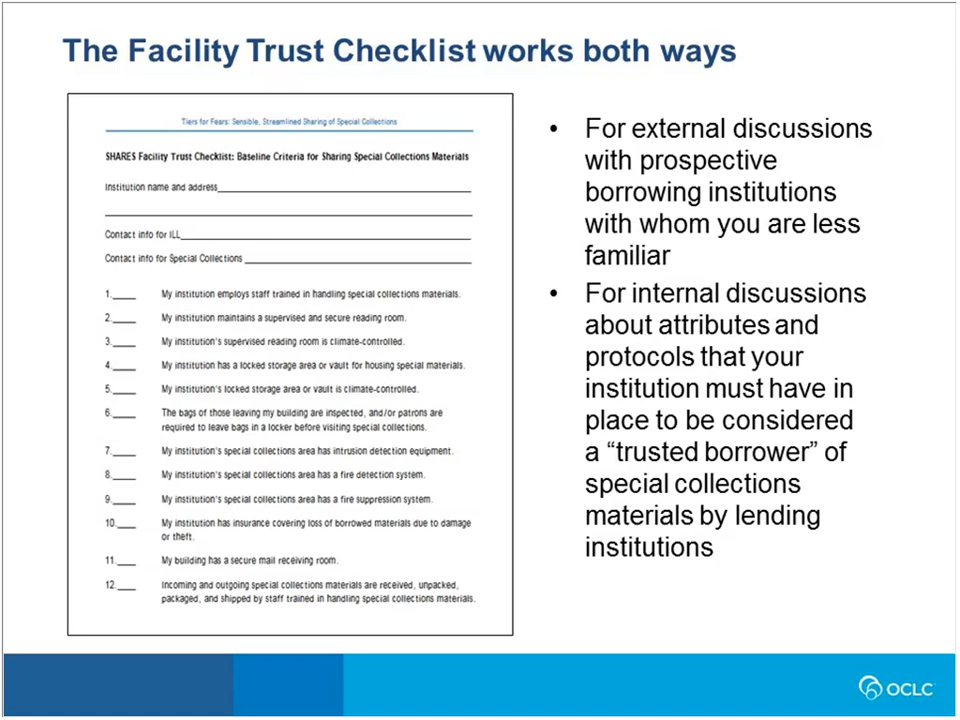 The Facility Trust Checklist works both ways
Tiers for Fears: Sensible, Streamlined Sharing of Special Collections
SHARES Facility Trust Checklist: Baseline Criteria for Sharing Special Collections Materials
Institution name and address
Contact info for ILL
Contact info for Special Collections
1. My institution employs staff trained in handling special collections materials.
2. My institution maintains a supervised and secure reading room.
3. My institution's supervised reading room is climate-controlled.
4. My institution has a locked storage area or vault for housing special materials.
5. My institution's locked storage area or vault is climate-controlled.
6. The bags of those leaving my building are inspected, and/or patrons are
required to leave bags in a locker before visiting special collections.
7. My institution's special collections area has intrusion detection equipment.
8. My institution's special collections area has a fire detection system.
9. My institution's special collections area has a fire suppression system.
10. My institution has insurance covering loss of borrowed materials due to damage
or theft.
11. My building has a secure mail receiving room.
12. Incoming and outgoing special collections materials are received, unpacked,
packaged, and shipped by staff trained in handling special collections materials.
• For external discussions
with prospective
borrowing institutions
with whom you are less
familiar
• For internal discussions
about attributes and
protocols that your
institution must have in
place to be considered
a “trusted borrower” of
special collections
materials by lending
institutions
OCLC